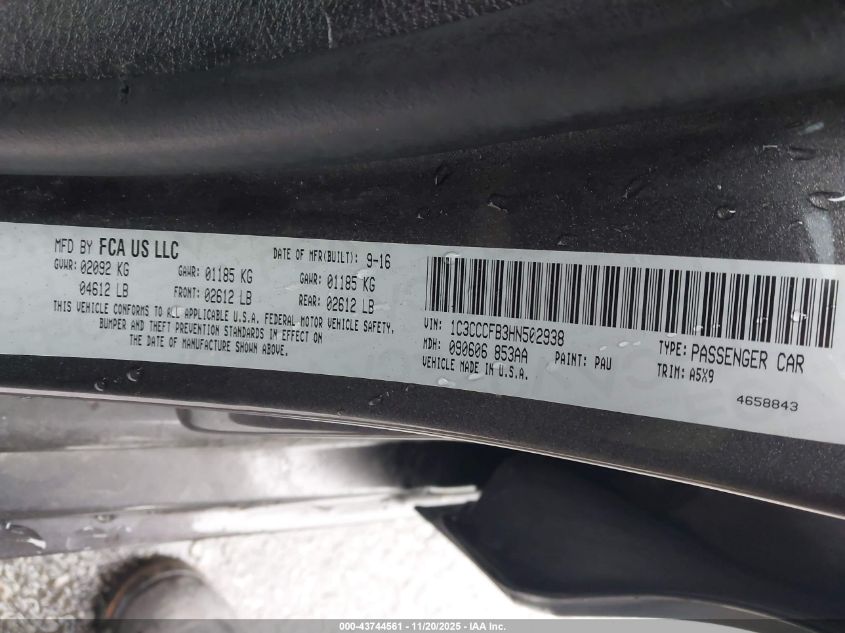 MFD BY FCA US LLC DATE OF MFR(BUILT): 9-16
GVWR: 02092 KG GAWR: 01185 KG GAWR: 01185 KG
04612 LB FRONT: 02612 LB REAR: 02612 LB
THIS VEHICLE CONFORMS TO ALL APPLICABLE U.S.A. FEDERAL MOTOR VEHICLE SAFETY,
BUMPER AND THEFT PREVENTION STANDARDS IN EFFECT ON
THE DATE OF MANUFACTURE SHOWN ABOVE.
VIN: 1C3CCCFB3HN502938 TYPE: PASSENGER CAR
MDH: 090606 853AA PAINT: PAU TRIM: A5X9
VEHICLE MADE IN U.S.A.
4658843
000-43744561 - 11/20/2025 - IAA Inc.